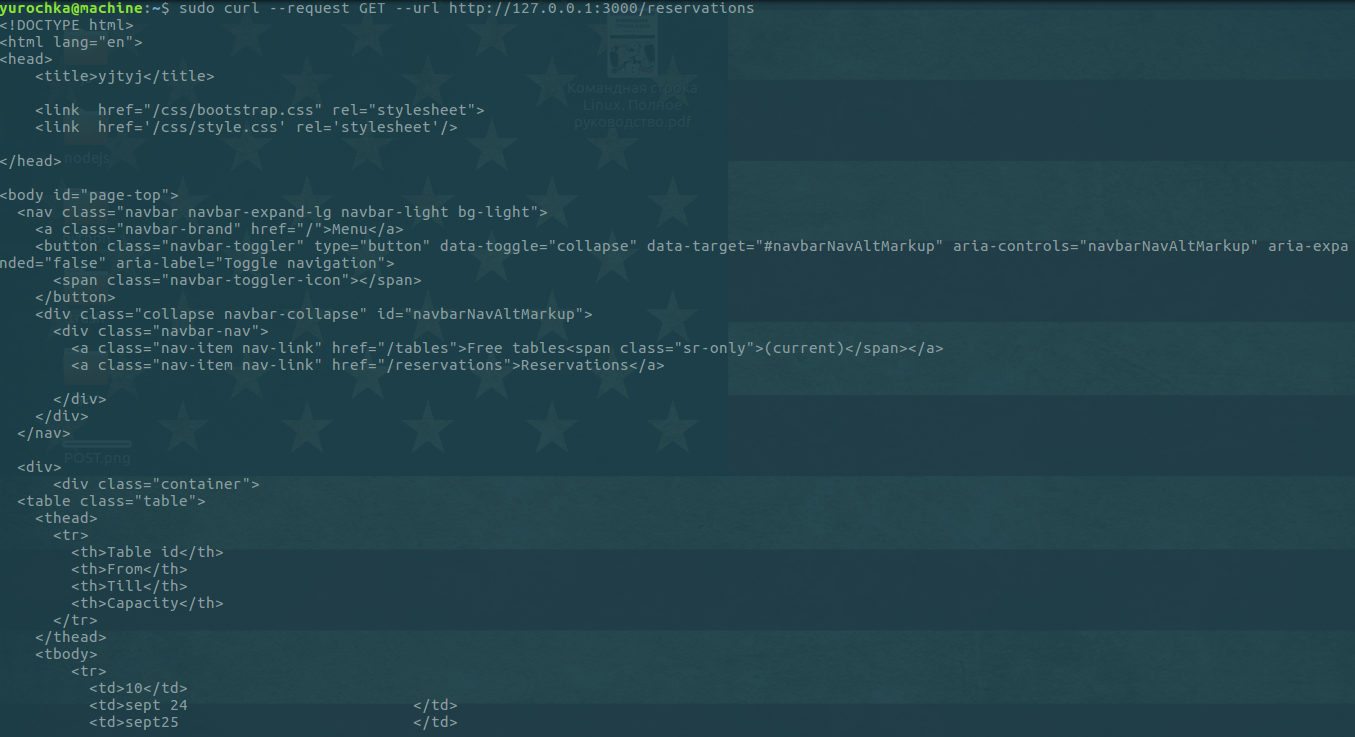 yurochka@machine:~$ sudo curl --request GET --url http://127.0.0.1:3000/reservations
<!DOCTYPE html>
<html lang="en">
<head>
    <title>yjtyj</title>
    <link  href="/css/bootstrap.css" rel="stylesheet">
Командная строка
Linux. Полное
руководство.pdf
    <link  href='/css/style.css' rel='stylesheet'/>
</head>
nodejs
<body id="page-top">
  <nav class="navbar navbar-expand-lg navbar-light bg-light">
    <a class="navbar-brand" href="/">Menu</a>
    <button class="navbar-toggler" type="button" data-toggle="collapse" data-target="#navbarNavAltMarkup" aria-controls="navbarNavAltMarkup" aria-expa
nded="false" aria-label="Toggle navigation">
      <span class="navbar-toggler-icon"></span>
    </button>
    <div class="collapse navbar-collapse" id="navbarNavAltMarkup">
      <div class="navbar-nav">
        <a class="nav-item nav-link" href="/tables">Free tables<span class="sr-only">(current)</span></a>
        <a class="nav-item nav-link" href="/reservations">Reservations</a>
      </div>
    </div>
  </nav>
POST.png
  <div>
      <div class="container">
  <table class="table">
    <thead>
      <tr>
        <th>Table id</th>
        <th>From</th>
        <th>Till</th>
        <th>Capacity</th>
      </tr>
    </thead>
    <tbody>
        <tr>
          <td>10</td>
          <td>sept 24                         </td>
          <td>sept25                          </td>